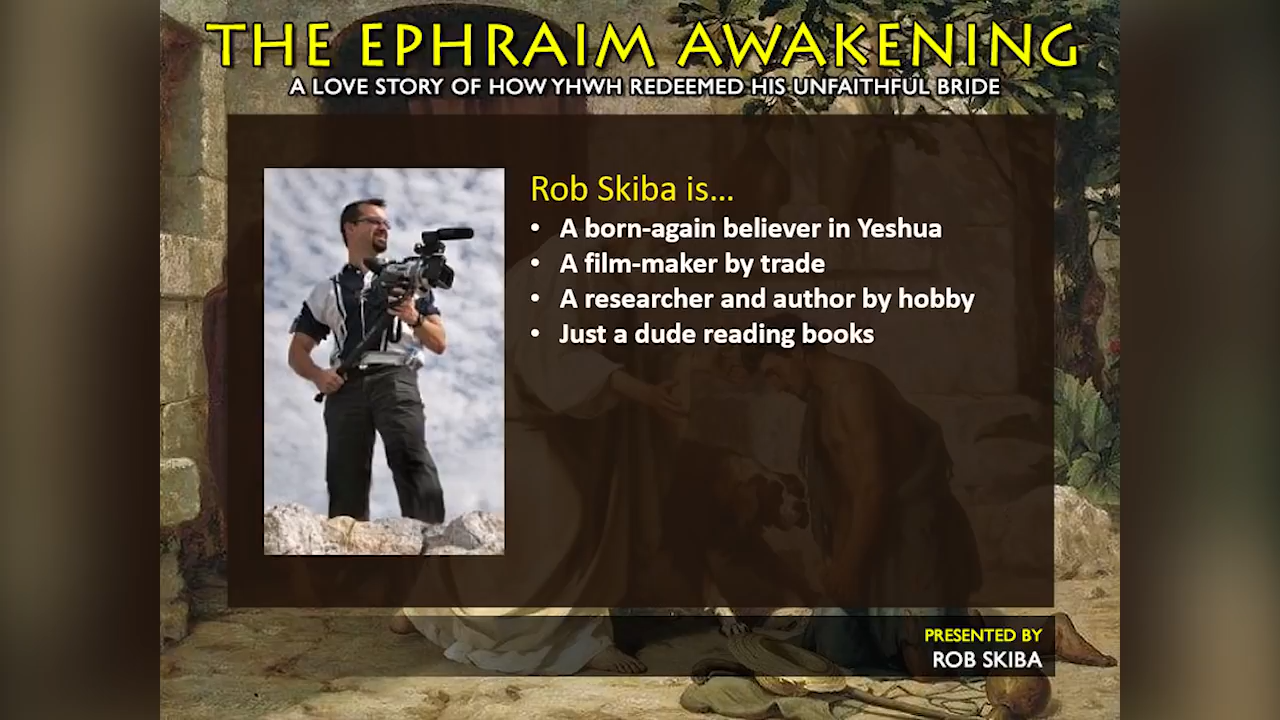 THE EPHRAIM AWAKENING
A LOVE STORY OF HOW YHWH REDEEMED HIS UNFAITHFUL BRIDE
Rob Skiba is...
• A born-again believer in Yeshua
• A film-maker by trade
• A researcher and author by hobby
• Just a dude reading books
PRESENTED BY
ROB SKIBA